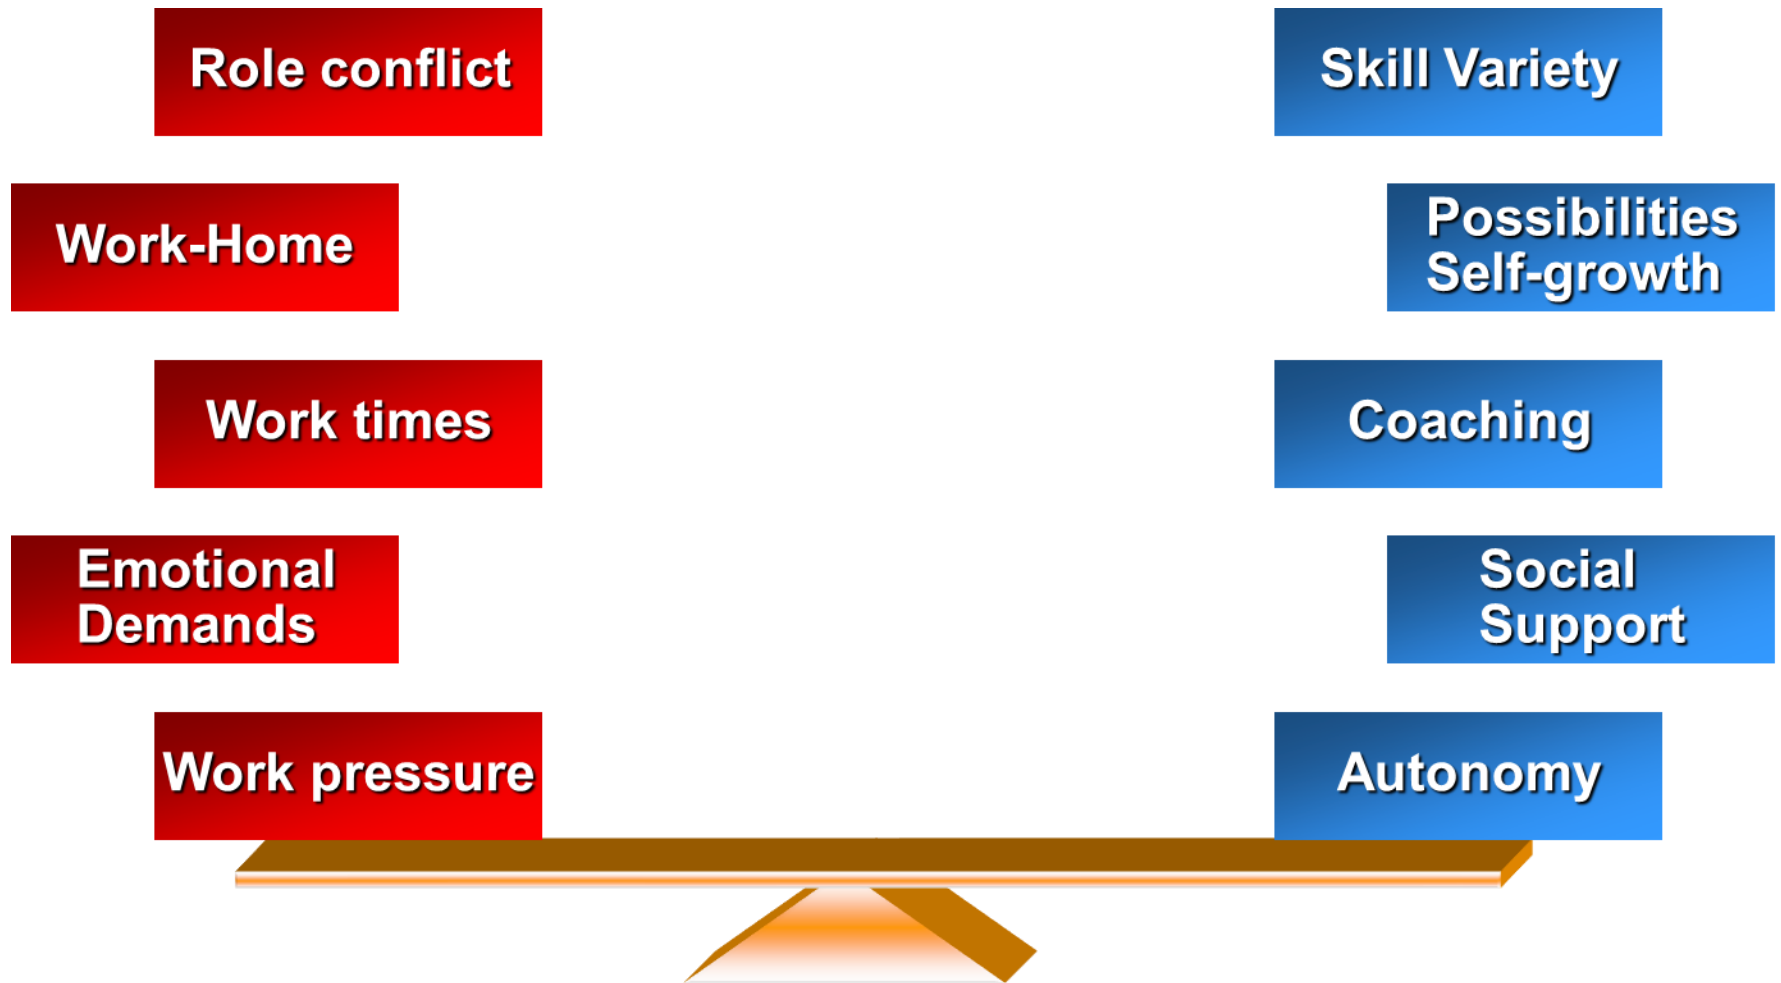 Role conflict
Skill Variety
Work-Home
Possibilities
Self-growth
Work times
Coaching
Emotional
Demands
Social
Support
Work pressure
Autonomy